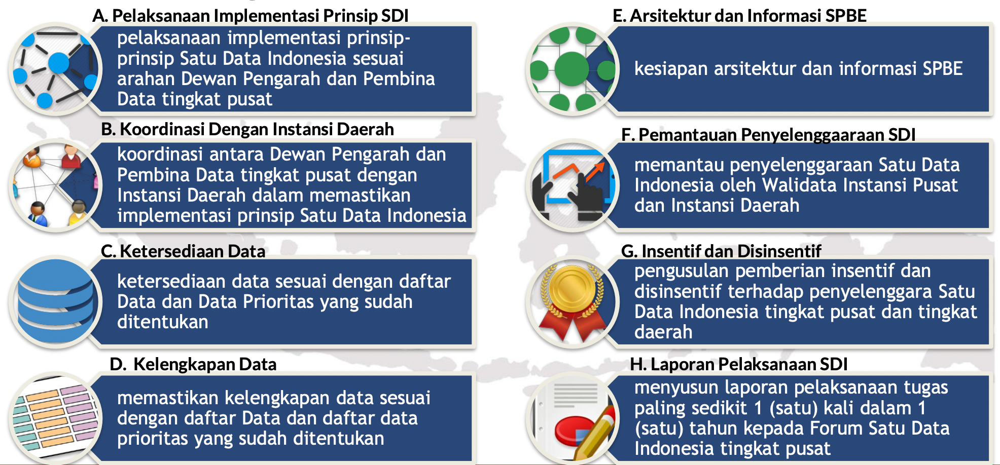 A. Pelaksanaan Implementasi Prinsip SDI
pelaksanaan implementasi prinsip-
prinsip Satu Data Indonesia sesuai
arahan Dewan Pengarah dan Pembina
Data tingkat pusat
B. Koordinasi Dengan Instansi Daerah
koordinasi antara Dewan Pengarah dan
Pembina Data tingkat pusat dengan
Instansi Daerah dalam memastikan
implementasi prinsip Satu Data Indonesia
C. Ketersediaan Data
ketersediaan data sesuai dengan daftar
Data dan Data Prioritas yang sudah
ditentukan
D. Kelengkapan Data
memastikan kelengkapan data sesuai
dengan daftar Data dan daftar data
prioritas yang sudah ditentukan
E. Arsitektur dan Informasi SPBE
kesiapan arsitektur dan informasi SPBE
F. Pemantauan Penyelenggaaraan SDI
memantau penyelenggaraan Satu Data
Indonesia oleh Walidata Instansi Pusat
dan Instansi Daerah
G. Insentif dan Disinsentif
pengusulan pemberian insentif dan
disinsentif terhadap penyelenggara Satu
Data Indonesia tingkat pusat dan tingkat
daerah
H. Laporan Pelaksanaan SDI
menyusun laporan pelaksanaan tugas
paling sedikit 1 (satu) kali dalam 1
(satu) tahun kepada Forum Satu Data
Indonesia tingkat pusat